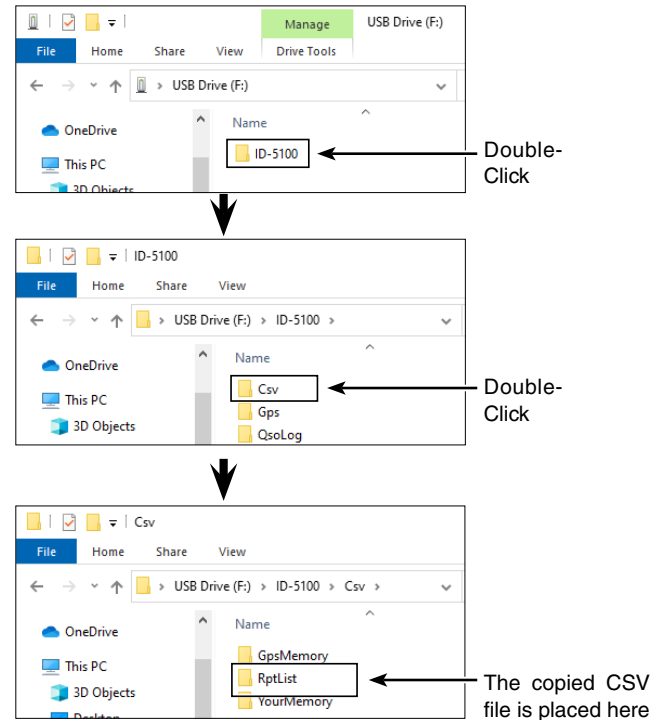 Manage USB Drive (F:)
File Home Share View Drive Tools
USB Drive (F:)
OneDrive
This PC
3D Objects
Name
ID-5100
Double-
Click
ID-5100
File Home Share View
USB Drive (F:) > ID-5100 >
OneDrive
This PC
3D Objects
Name
Csv
Gps
QsoLog
Double-
Click
Csv
File Home Share View
USB Drive (F:) > ID-5100 > Csv >
OneDrive
This PC
3D Objects
Desktop
Name
GpsMemory
RptList
YourMemory
The copied CSV
file is placed here